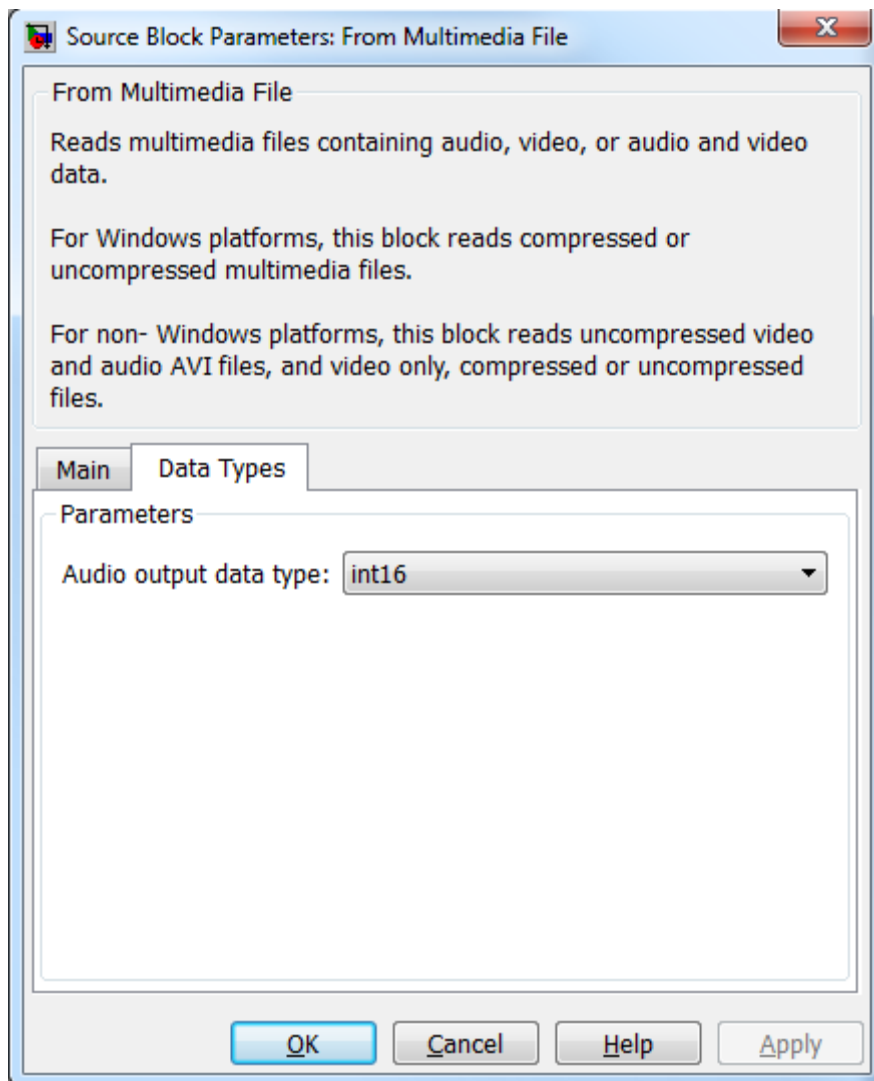 Source Block Parameters: From Multimedia File
x
From Multimedia File
Reads multimedia files containing audio, video, or audio and video
data.
For Windows platforms, this block reads compressed or
uncompressed multimedia files.
For non- Windows platforms, this block reads uncompressed video
and audio AVI files, and video only, compressed or uncompressed
files.
Main Data Types
Parameters
Audio output data type: int16
OK Cancel Help Apply